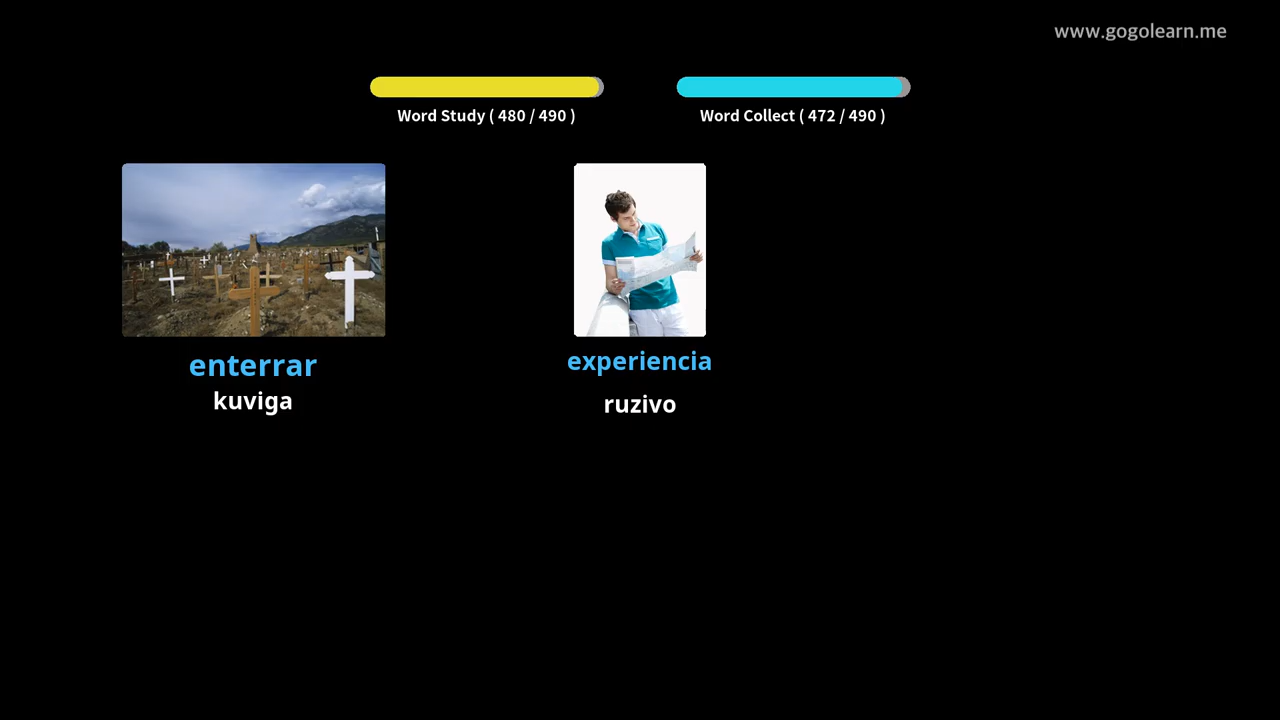 www.gogolearn.me
Word Study ( 480 / 490 )
Word Collect ( 472 / 490 )
enterrar
kuviga
experiencia
ruzivo